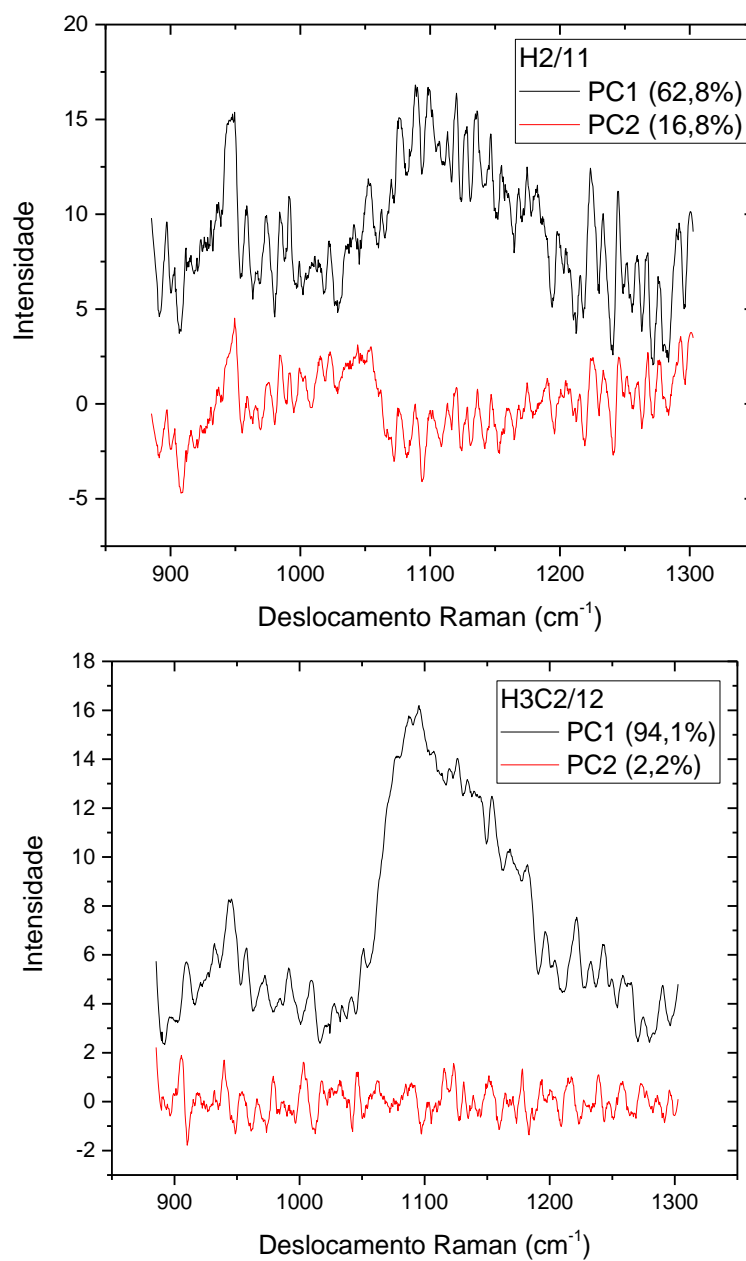 20
15
10
5
0
-5
Intensidade
H2/11
PC1 (62,8%)
PC2 (16,8%)
900 1000 1100 1200 1300
Deslocamento Raman (cm⁻¹)
18
16
14
12
10
8
6
4
2
0
-2
Intensidade
H3C2/12
PC1 (94,1%)
PC2 (2,2%)
900 1000 1100 1200 1300
Deslocamento Raman (cm⁻¹)